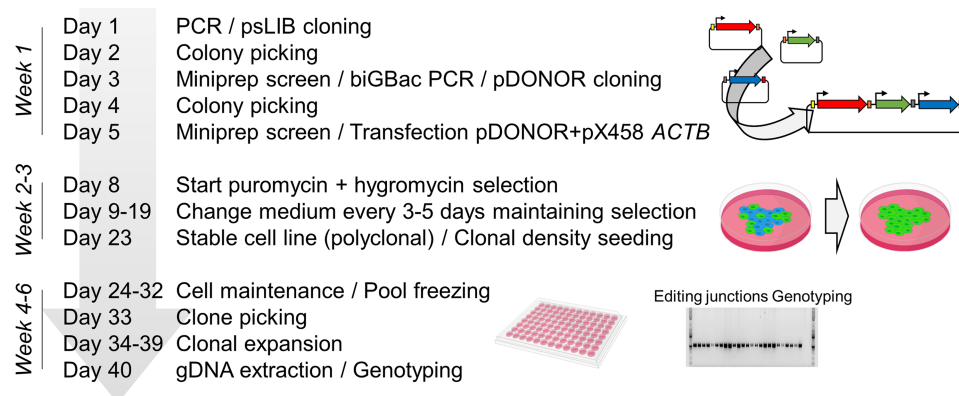 Week 1
Day 1 PCR / psLIB cloning
Day 2 Colony picking
Day 3 Miniprep screen / biGBac PCR / pDONOR cloning
Day 4 Colony picking
Day 5 Miniprep screen / Transfection pDONOR+pX458 ACTB
Week 2-3
Day 8 Start puromycin + hygromycin selection
Day 9-19 Change medium every 3-5 days maintaining selection
Day 23 Stable cell line (polyclonal) / Clonal density seeding
Week 4-6
Day 24-32 Cell maintenance / Pool freezing
Day 33 Clone picking
Day 34-39 Clonal expansion
Day 40 gDNA extraction / Genotyping
Editing junctions Genotyping